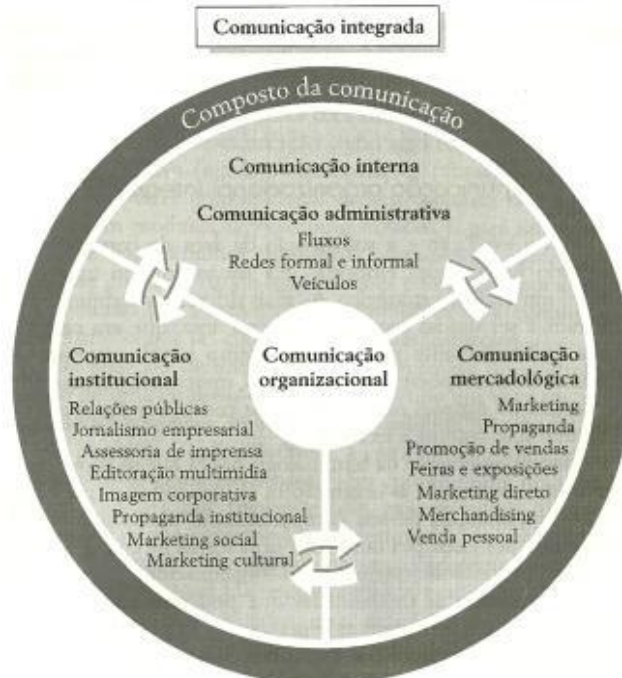 Comunicação integrada
Composto da comunicação
Comunicação interna
Comunicação administrativa
Fluxos
Redes formal e informal
Veículos
Comunicação
institucional
Relações públicas
Jornalismo empresarial
Assessoria de imprensa
Editoração multimidia
Imagem corporativa
Propaganda institucional
Marketing social
Marketing cultural
Comunicação
organizacional
Comunicação
mercadológica
Marketing
Propaganda
Promoção de vendas
Feiras e exposições
Marketing direto
Merchandising
Venda pessoal